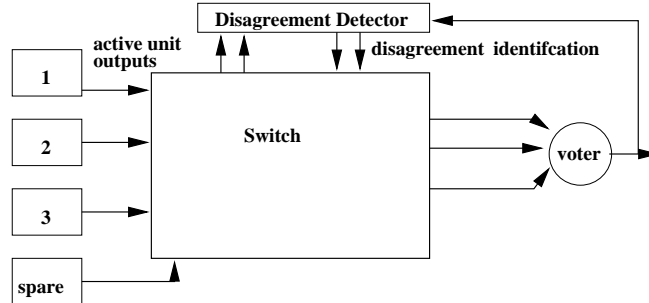 Disagreement Detector
active unit
outputs
disagreement identifcation
1
2
3
spare
Switch
voter